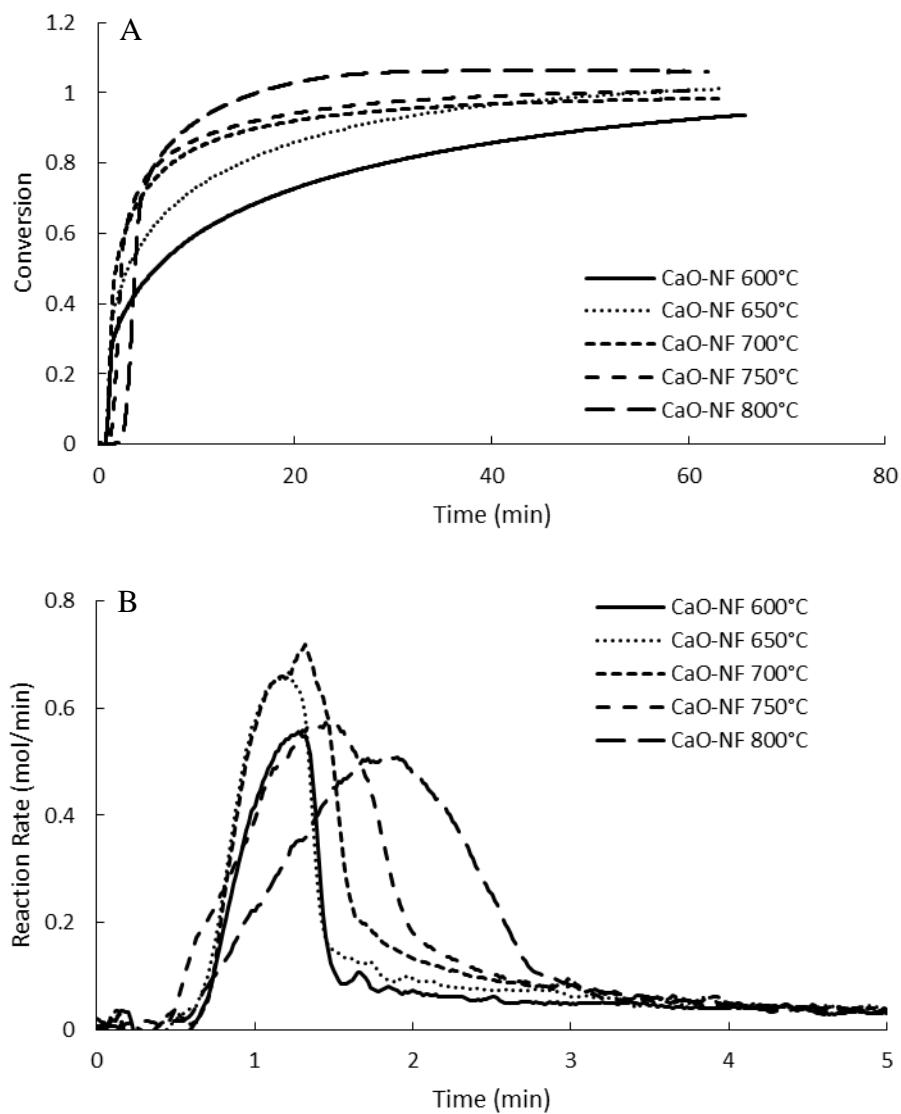 A
1.2
1
0.8
0.6
0.4
0.2
0
Conversion
CaO-NF 600°C
CaO-NF 650°C
CaO-NF 700°C
CaO-NF 750°C
CaO-NF 800°C
0 20 40 60 80
Time (min)
B
0.8
0.6
0.4
0.2
0
Reaction Rate (mol/min)
CaO-NF 600°C
CaO-NF 650°C
CaO-NF 700°C
CaO-NF 750°C
CaO-NF 800°C
0 1 2 3 4 5
Time (min)